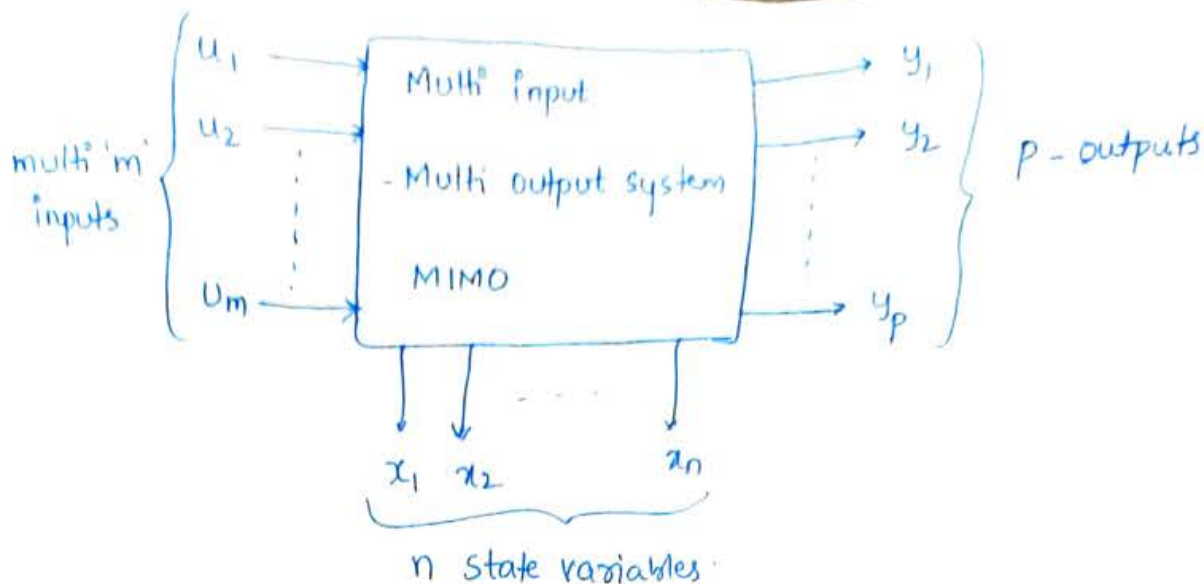 u1
u2
multi 'm'
inputs
Um
Multi input
- Multi output system
MIMO
y1
y2
P - outputs
yp
x1 x2 xn
n state variables.